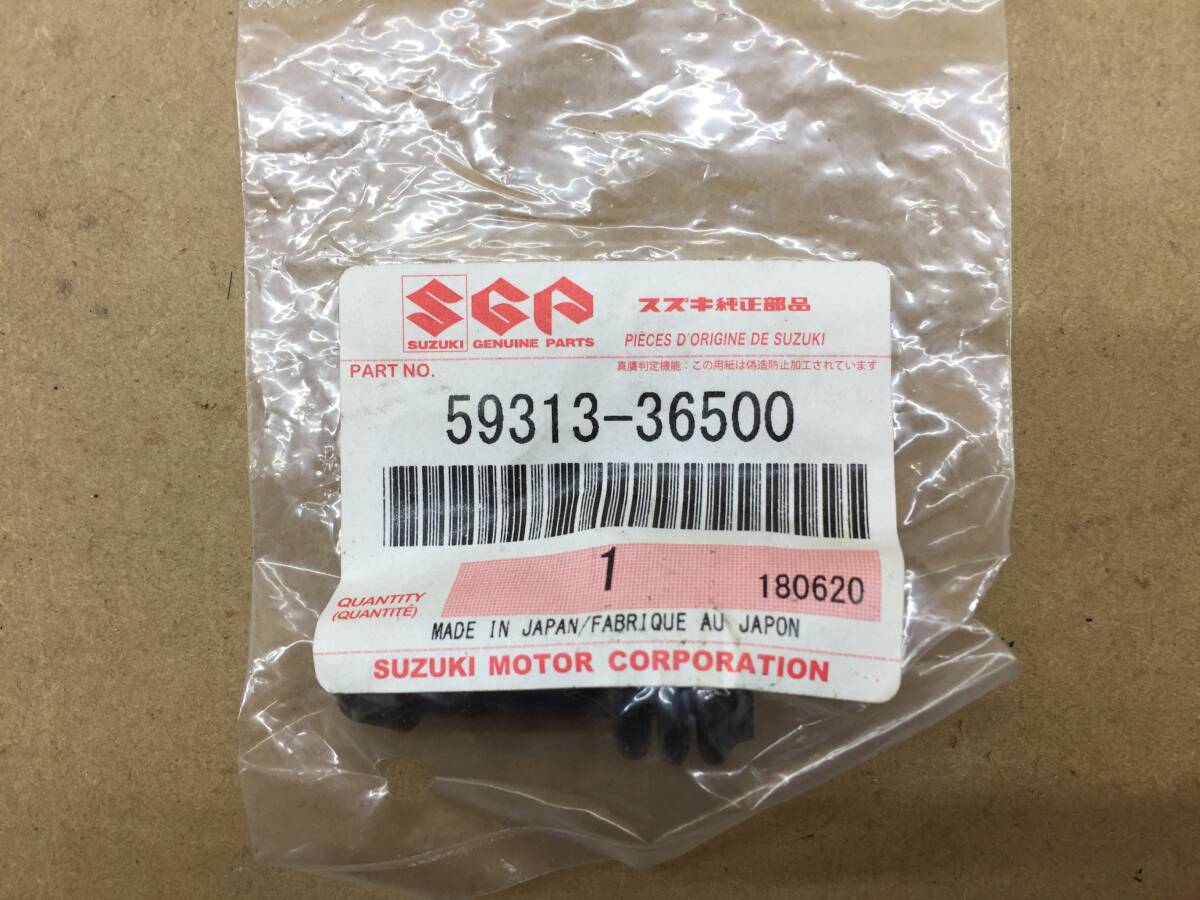 SGP スズキ純正部品
SUZUKI GENUINE PARTS PIÈCES D'ORIGINE DE SUZUKI
PART NO. 真贋判定機能：この用紙は偽造防止加工されています
59313-36500
1
180620
QUANTITY
(QUANTITÉ)
MADE IN JAPAN/FABRIQUE AU JAPON
SUZUKI MOTOR CORPORATION